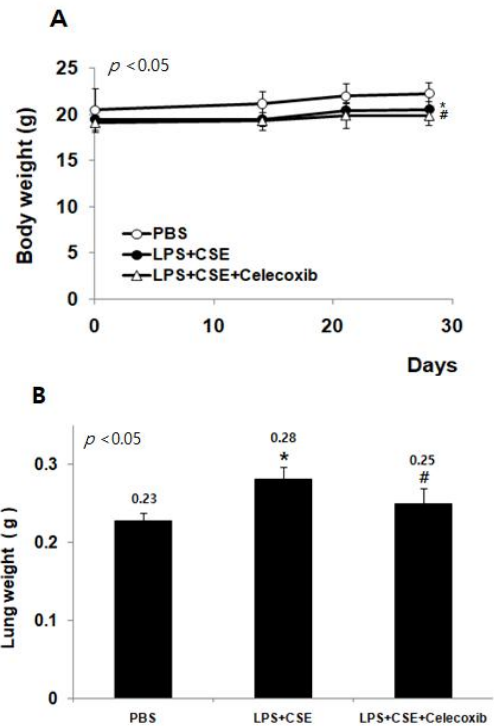 A
p < 0.05
25
20
15
10
5
0
Body weight (g)
PBS
LPS+CSE
LPS+CSE+Celecoxib
*
#
0 10 20 30
Days
B
p < 0.05
0.3
0.2
0.1
0
Lung weight ( g )
0.23
0.28
*
0.25
#
PBS LPS+CSE LPS+CSE+Celecoxib